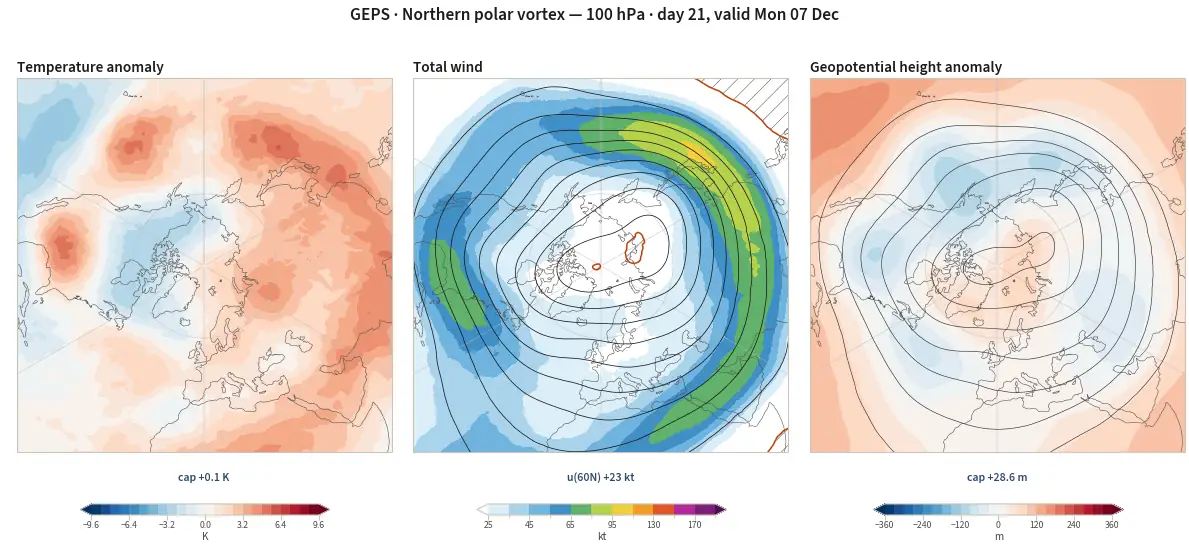 GEPS · Northern polar vortex — 100 hPa · day 21, valid Mon 07 Dec
Temperature anomaly
Total wind
Geopotential height anomaly
cap +0.1 K
u(60N) +23 kt
cap +28.6 m
−9.6 −6.4 −3.2 0.0 3.2 6.4 9.6
K
25 45 65 95 130 170
kt
−360 −240 −120 0 120 240 360
m